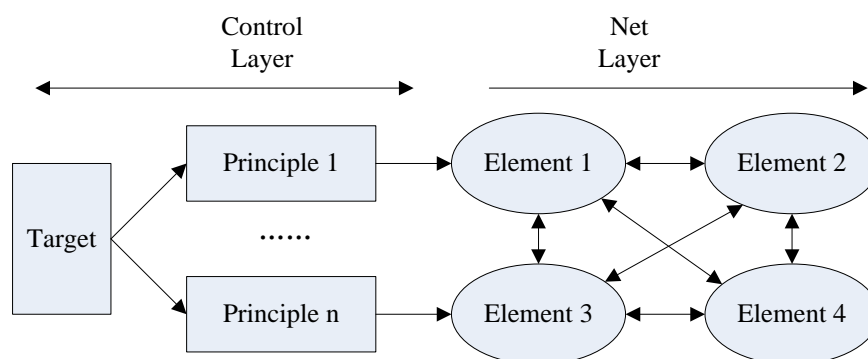 Control
Layer
Net
Layer
Principle 1
Element 1
Element 2
Target
......
Principle n
Element 3
Element 4